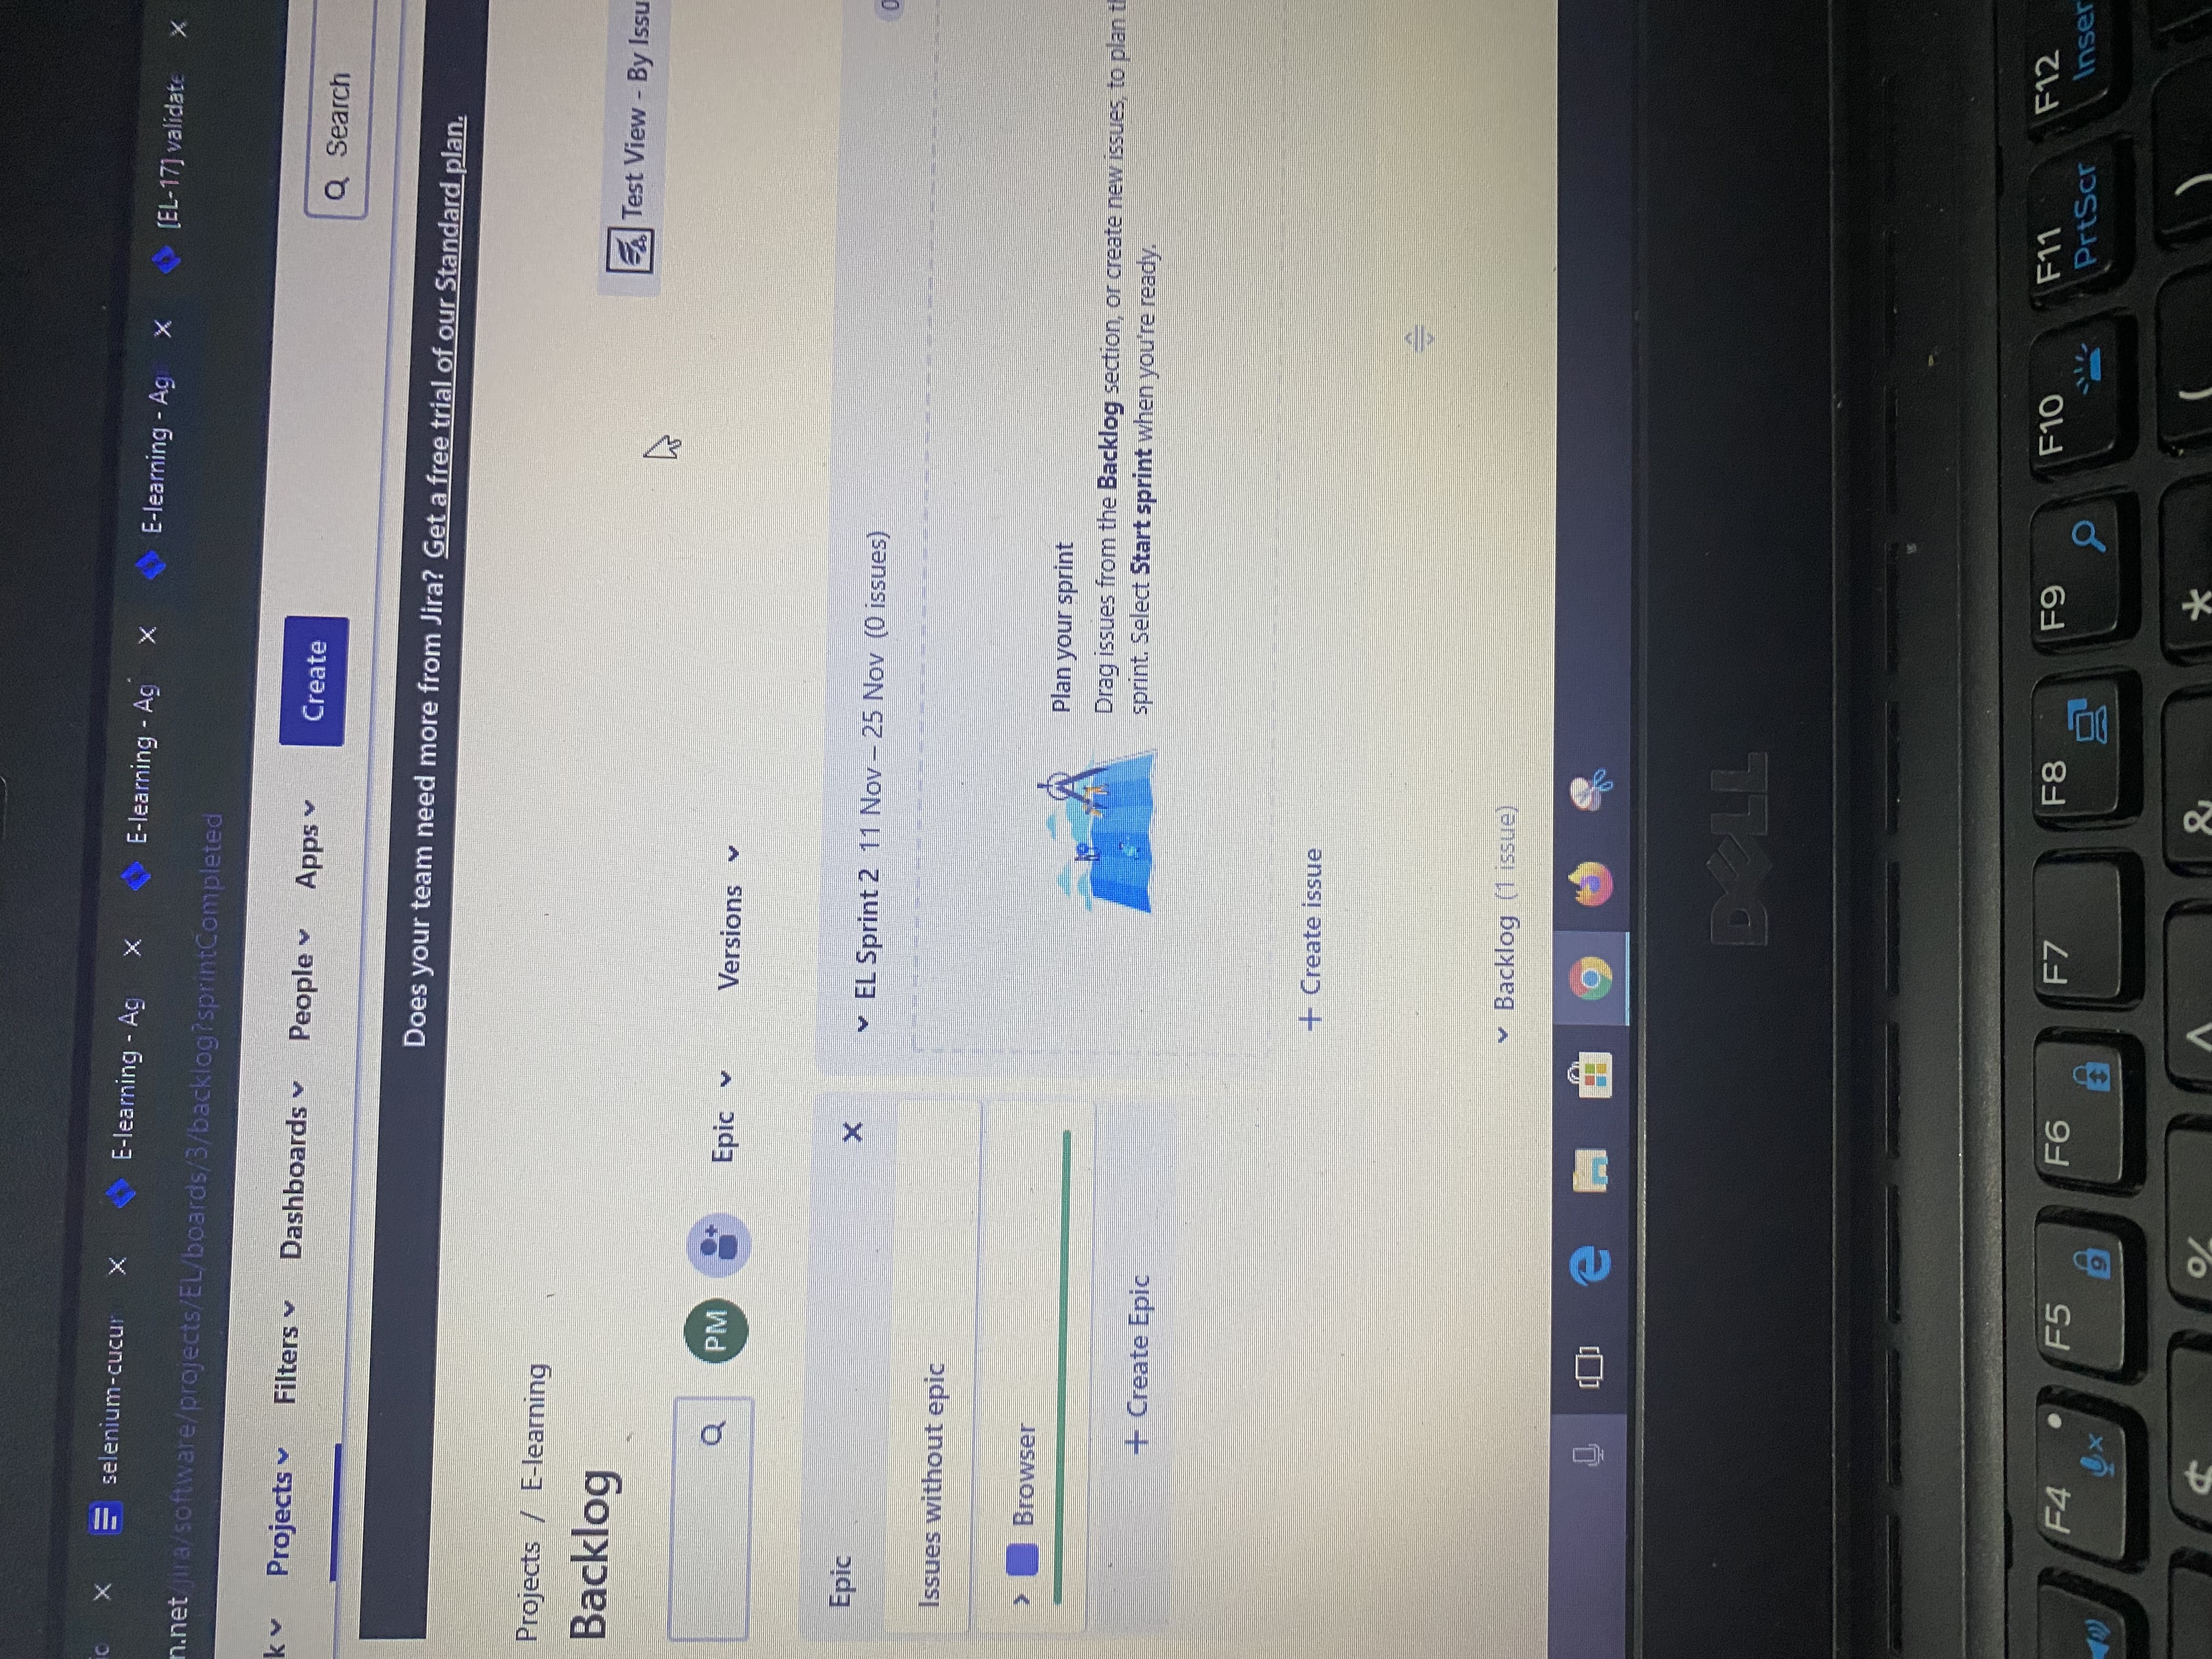 ic
selenium-cucur
E-learning - Ag
E-learning - Ag
E-learning - Ag
[EL-17] validate
n.net/jira/software/projects/EL/boards/3/backlog?sprintCompleted
k
Projects
Filters
Dashboards
People
Apps
Create
Search
Does your team need more from Jira? Get a free trial of our Standard plan.
Projects / E-learning
Backlog
Test View - By Issu
PM
Epic
Versions
Epic
EL Sprint 2 11 Nov – 25 Nov (0 issues)
0
Issues without epic
Browser
Plan your sprint
Drag issues from the Backlog section, or create new issues, to plan th
sprint. Select Start sprint when you're ready.
+ Create Epic
+ Create issue
Backlog (1 issue)
DELL
F4
F5
F6
F7
F8
F9
F10
F11
PrtScr
F12
Inser
9
$
%
^
&
*
(
)